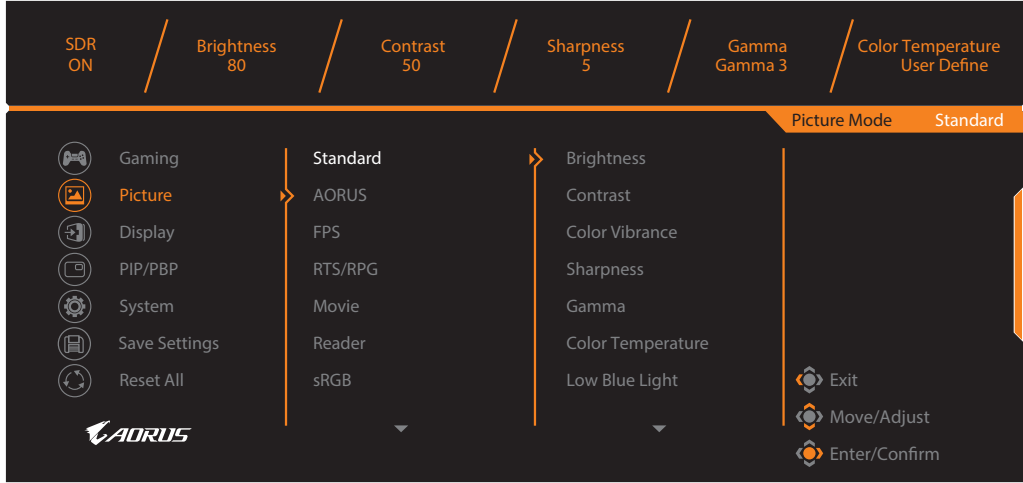 SDR
ON
Brightness
80
Contrast
50
Sharpness
5
Gamma
Gamma 3
Color Temperature
User Define
Picture Mode Standard
Gaming
Picture
Display
PIP/PBP
System
Save Settings
Reset All
AORUS
Standard
AORUS
FPS
RTS/RPG
Movie
Reader
sRGB
Brightness
Contrast
Color Vibrance
Sharpness
Gamma
Color Temperature
Low Blue Light
Exit
Move/Adjust
Enter/Confirm